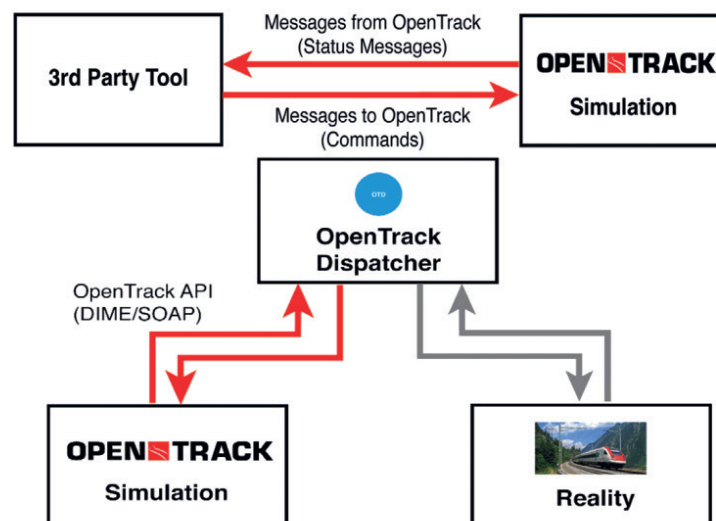 Messages from OpenTrack
(Status Messages)
3rd Party Tool
OPEN TRACK
Simulation
Messages to OpenTrack
(Commands)
OTD
OpenTrack
Dispatcher
OpenTrack API
(DIME/SOAP)
OPEN TRACK
Simulation
Reality